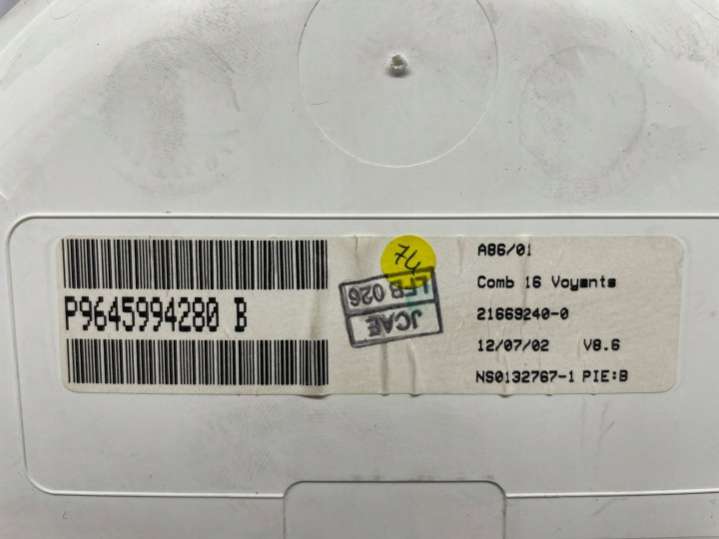 P9645994280 B
74
LFB 026
JCAE
A86/01
Comb 16 Voyants
21669240-0
12/07/02 V8.6
NS0132767-1 PIE:B